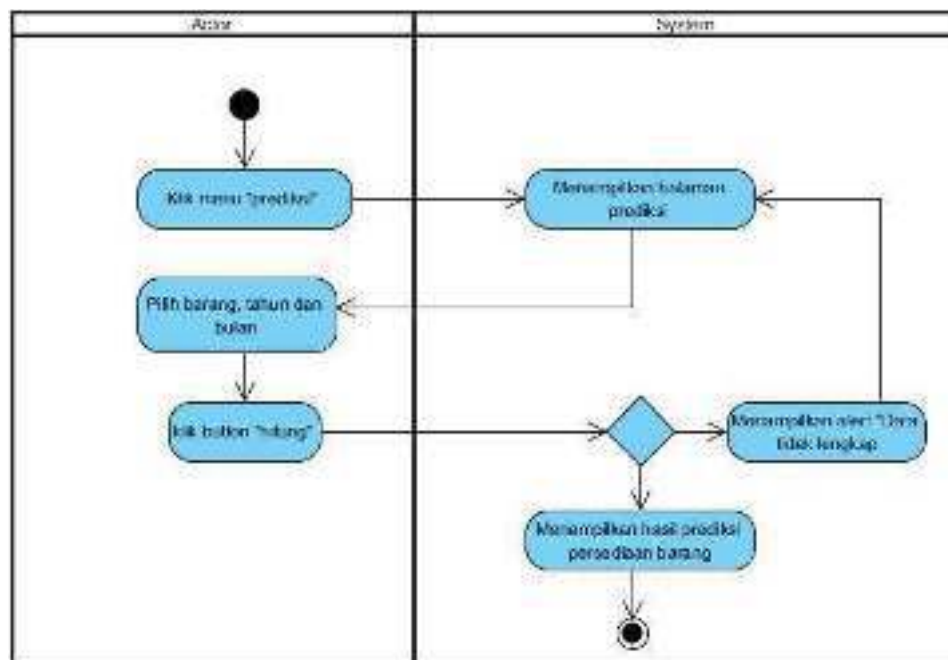 Actor
System
Klik menu "prediksi"
Menampilkan halaman
prediksi
Pilih barang, tahun dan
bulan
klik button "hitung"
Menampilkan alert "Data
tidak lengkap
Menampilkan hasil prediksi
persediaan barang